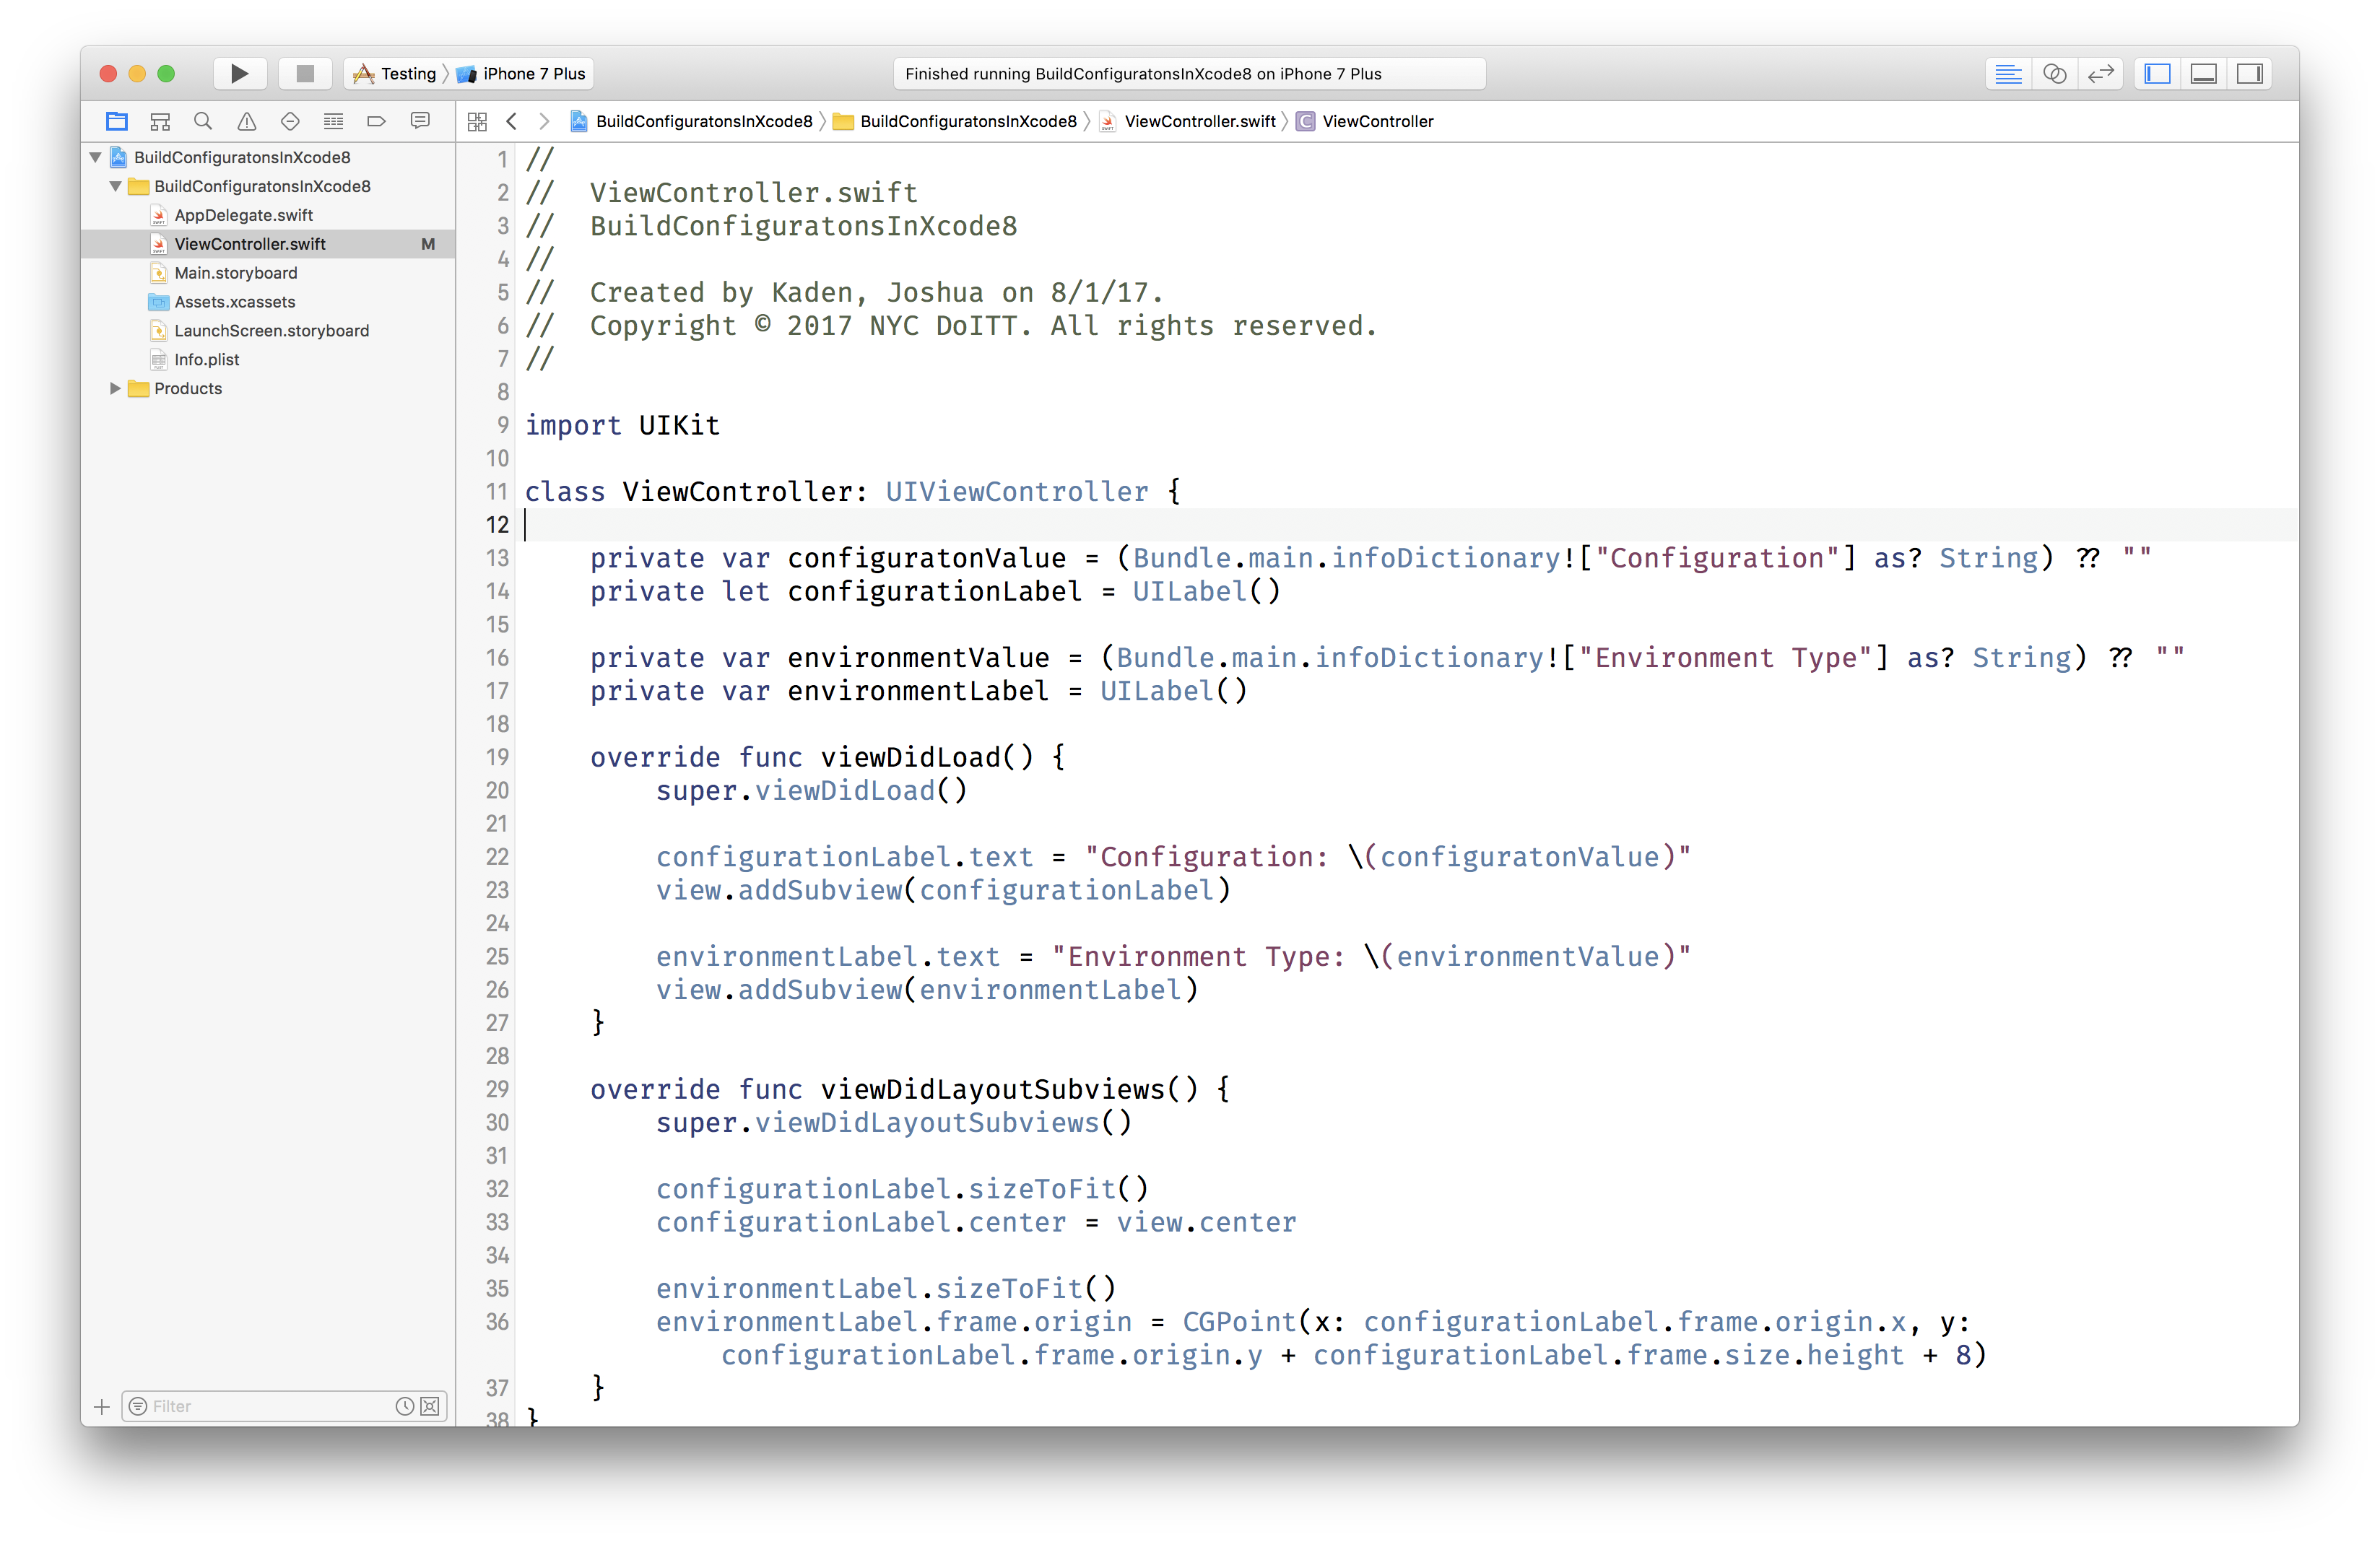 Testing iPhone 7 Plus
Finished running BuildConfiguratonsInXcode8 on iPhone 7 Plus
BuildConfiguratonsInXcode8 BuildConfiguratonsInXcode8 ViewController.swift C ViewController
BuildConfiguratonsInXcode8
BuildConfiguratonsInXcode8
AppDelegate.swift
ViewController.swift M
Main.storyboard
Assets.xcassets
LaunchScreen.storyboard
Info.plist
Products
Filter
1 //
2 //  ViewController.swift
3 //  BuildConfiguratonsInXcode8
4 //
5 //  Created by Kaden, Joshua on 8/1/17.
6 //  Copyright © 2017 NYC DoITT. All rights reserved.
7 //
8
9 import UIKit
10
11 class ViewController: UIViewController {
12
13     private var configuratonValue = (Bundle.main.infoDictionary!["Configuration"] as? String) ?? ""
14     private let configurationLabel = UILabel()
15
16     private var environmentValue = (Bundle.main.infoDictionary!["Environment Type"] as? String) ?? ""
17     private var environmentLabel = UILabel()
18
19     override func viewDidLoad() {
20         super.viewDidLoad()
21
22         configurationLabel.text = "Configuration: \(configuratonValue)"
23         view.addSubview(configurationLabel)
24
25         environmentLabel.text = "Environment Type: \(environmentValue)"
26         view.addSubview(environmentLabel)
27     }
28
29     override func viewDidLayoutSubviews() {
30         super.viewDidLayoutSubviews()
31
32         configurationLabel.sizeToFit()
33         configurationLabel.center = view.center
34
35         environmentLabel.sizeToFit()
36         environmentLabel.frame.origin = CGPoint(x: configurationLabel.frame.origin.x, y:
            configurationLabel.frame.origin.y + configurationLabel.frame.size.height + 8)
37     }
38 }